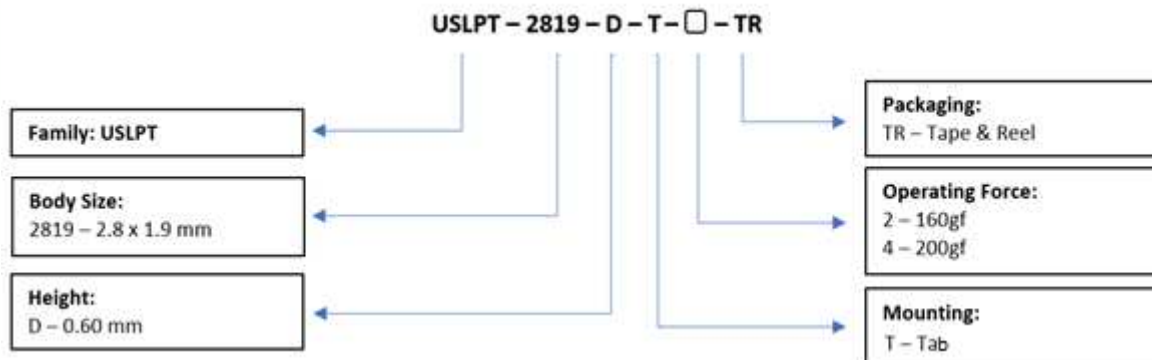 USLPT – 2819 – D – T – ▢ – TR
Family: USLPT
Body Size:
2819 – 2.8 x 1.9 mm
Height:
D – 0.60 mm
Packaging:
TR – Tape & Reel
Operating Force:
2 – 160gf
4 – 200gf
Mounting:
T – Tab